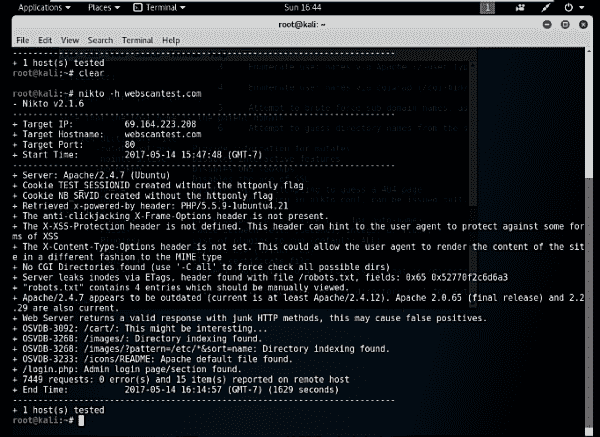 Applications Places Terminal Sun 16 44 1
root@kali: ~
File Edit View Search Terminal Help
+ 1 host(s) tested
root@kali:~# clear
root@kali:~# nikto -h webscantest.com
- Nikto v2.1.6
+ Target IP: 69.164.223.208
+ Target Hostname: webscantest.com
+ Target Port: 80
+ Start Time: 2017-05-14 15:47:48 (GMT-7)
+ Server: Apache/2.4.7 (Ubuntu)
+ Cookie TEST_SESSIONID created without the httponly flag
+ Cookie NB_SRVID created without the httponly flag
+ Retrieved x-powered-by header: PHP/5.5.9-1ubuntu4.21
+ The anti-clickjacking X-Frame-Options header is not present.
+ The X-XSS-Protection header is not defined. This header can hint to the user agent to protect against some for
ms of XSS
+ The X-Content-Type-Options header is not set. This could allow the user agent to render the content of the sit
e in a different fashion to the MIME type
+ No CGI Directories found (use '-C all' to force check all possible dirs)
+ Server leaks inodes via ETags, header found with file /robots.txt, fields: 0x65 0x52770f2c6d6a3
+ "robots.txt" contains 4 entries which should be manually viewed.
+ Apache/2.4.7 appears to be outdated (current is at least Apache/2.4.12). Apache 2.0.65 (final release) and 2.2
.29 are also current.
+ Web Server returns a valid response with junk HTTP methods, this may cause false positives.
+ OSVDB-3092: /cart/: This might be interesting...
+ OSVDB-3268: /images/: Directory indexing found.
+ OSVDB-3268: /images/?pattern=/etc/*&sort=name: Directory indexing found.
+ OSVDB-3233: /icons/README: Apache default file found.
+ /login.php: Admin login page/section found.
+ 7449 requests: 0 error(s) and 15 item(s) reported on remote host
+ End Time: 2017-05-14 16:14:57 (GMT-7) (1629 seconds)
+ 1 host(s) tested
root@kali:~#